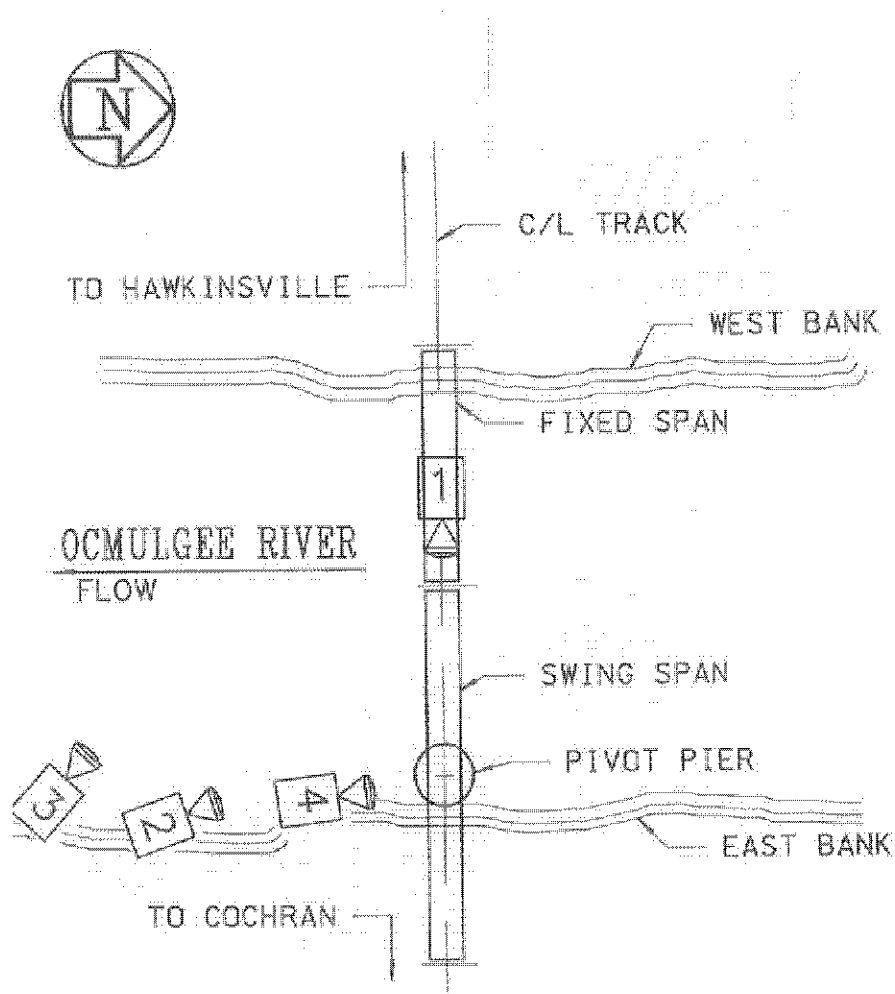 N
C/L TRACK
TO HAWKINSVILLE
WEST BANK
FIXED SPAN
1
OCMULGEE RIVER
FLOW
SWING SPAN
PIVOT PIER
3
2
4
EAST BANK
TO COCHRAN